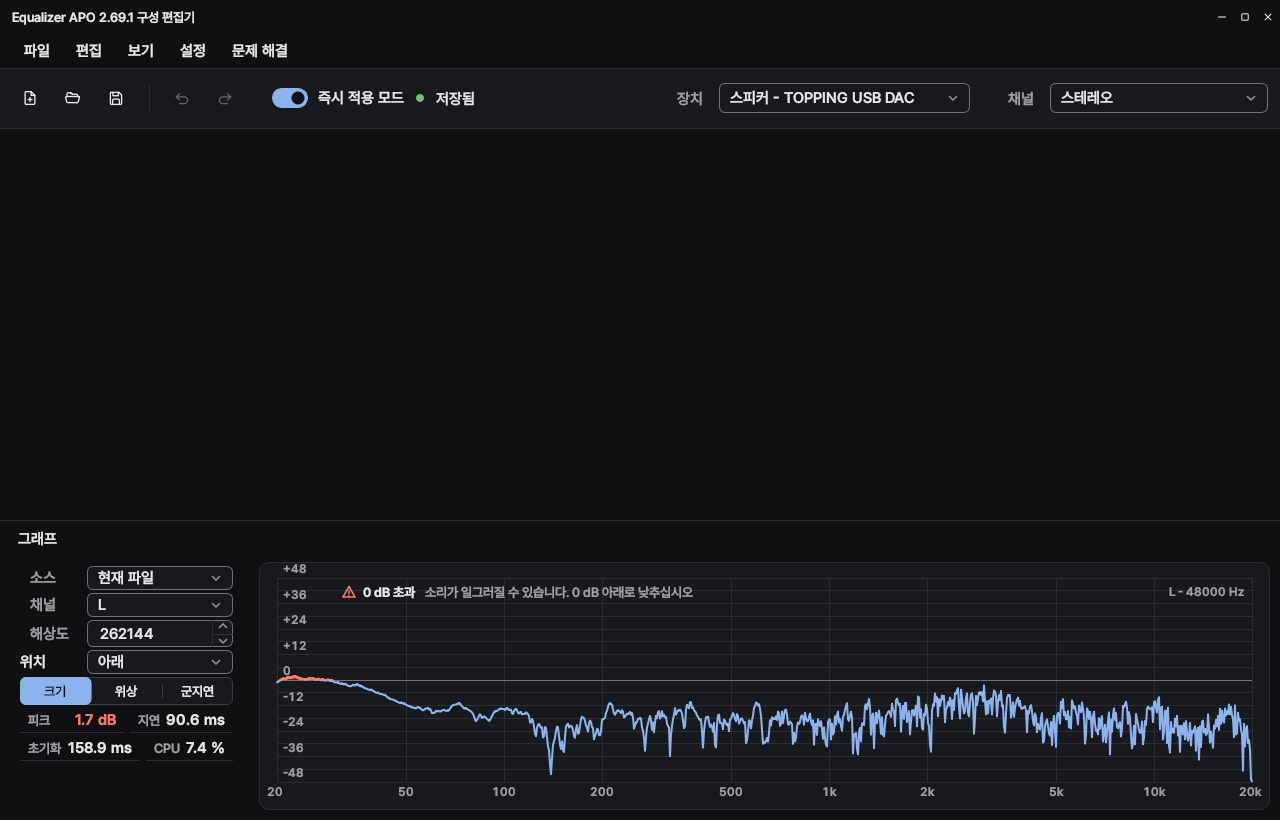 Equalizer APO 2.69.1 구성 편집기
파일 편집 보기 설정 문제 해결
즉시 적용 모드 저장됨 장치 스피커 - TOPPING USB DAC 채널 스테레오
그래프
소스 현재 파일
채널 L
해상도 262144
위치 아래
크기 위상 군지연
피크 1.7 dB 지연 90.6 ms
초기화 158.9 ms CPU 7.4 %
0 dB 초과 소리가 일그러질 수 있습니다. 0 dB 아래로 낮추십시오 L - 48000 Hz
+48
+36
+24
+12
0
-12
-24
-36
-48
20 50 100 200 500 1k 2k 5k 10k 20k